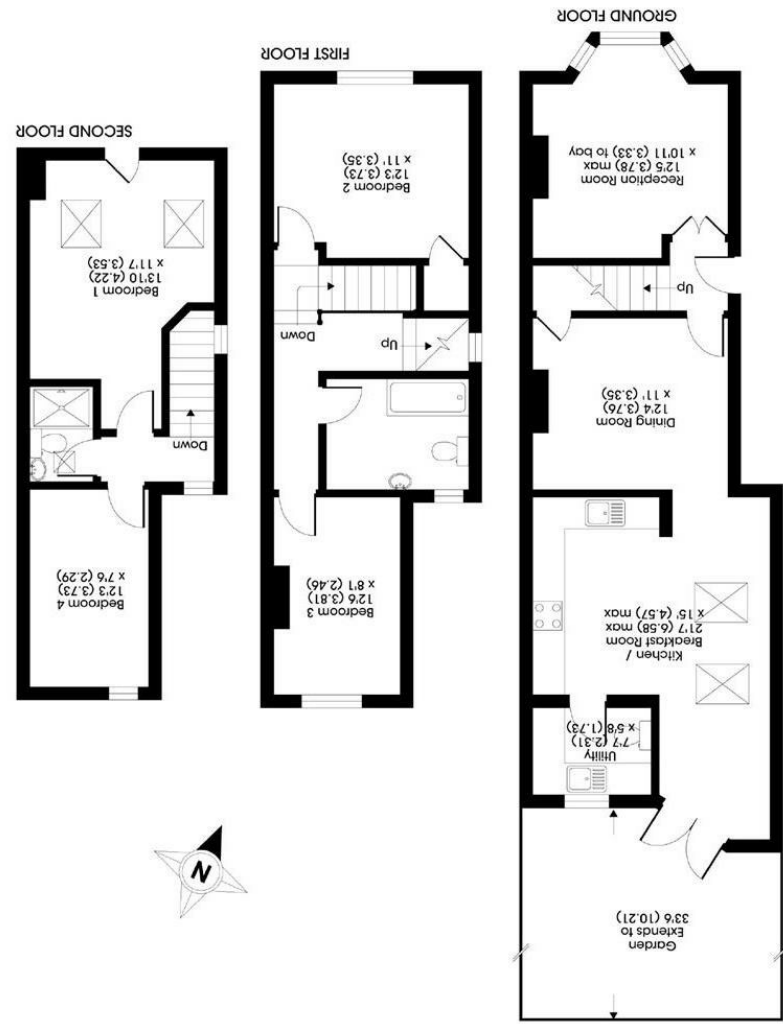 GROUND FLOOR
Reception Room
12'5 (3.78) max
x 10'11 (3.33) to bay
Up
Dining Room
12'4 (3.76)
x 11' (3.35)
Kitchen /
Breakfast Room
21'7 (6.58) max
x 15' (4.57) max
Utility
7'7 (2.31)
x 5'8 (1.73)
Garden
Extends to
33'6 (10.21)
FIRST FLOOR
Bedroom 2
12'3 (3.73)
x 11' (3.35)
Down
Up
Bedroom 3
12'6 (3.81)
x 8'1 (2.46)
SECOND FLOOR
Bedroom 1
13'10 (4.22)
x 11'7 (3.53)
Down
Bedroom 4
12'3 (3.73)
x 7'6 (2.29)
N